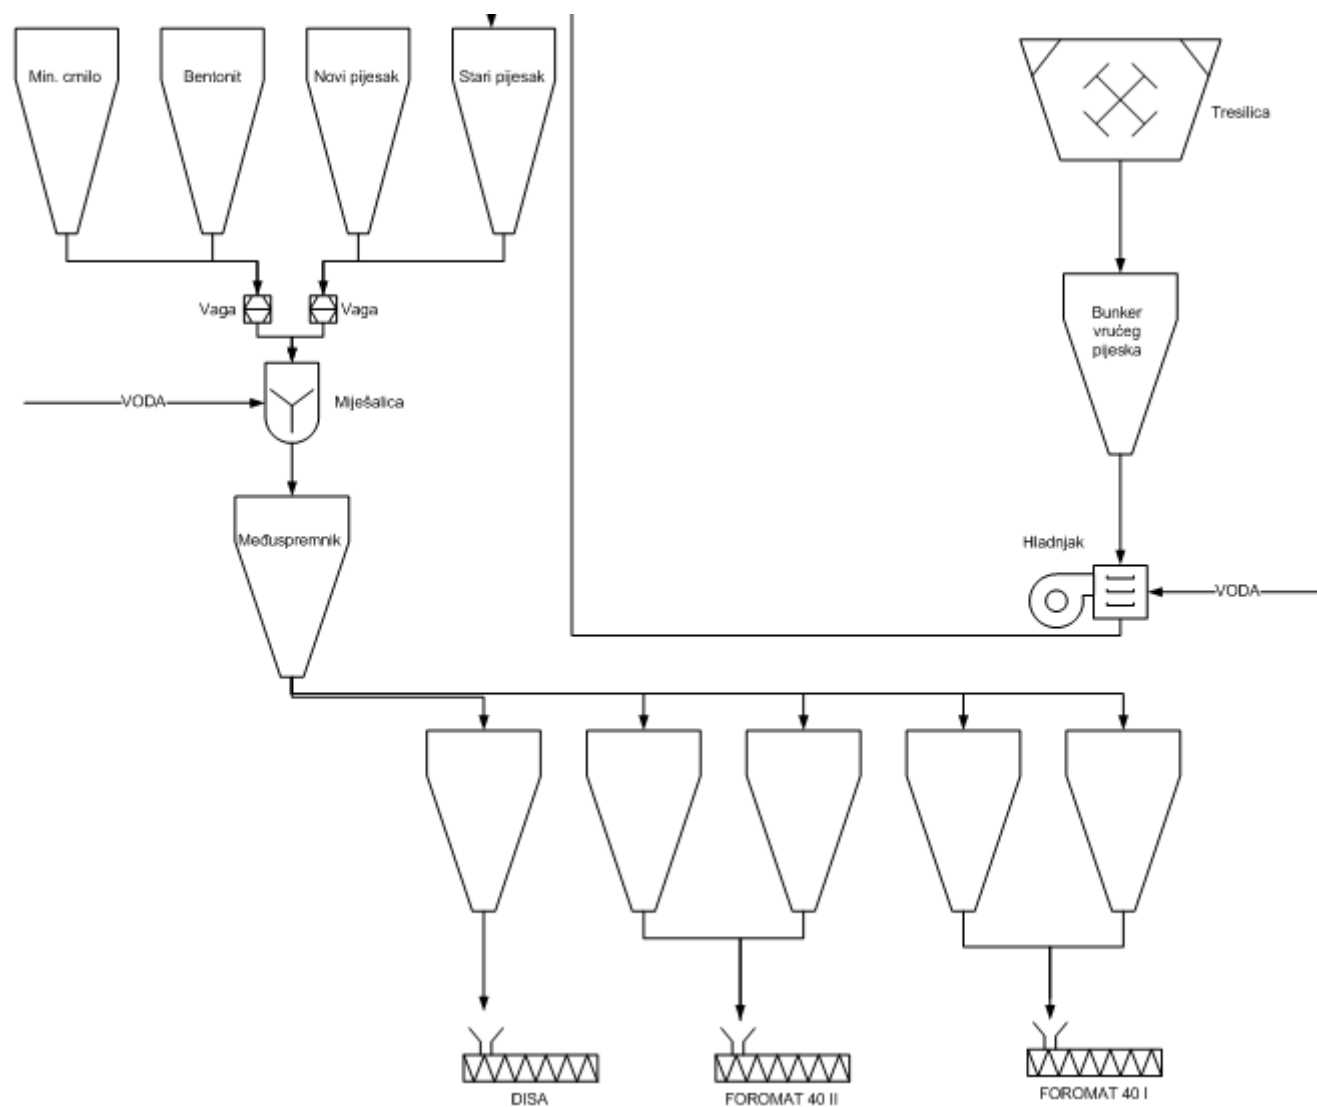 Min. crnilo
Bentonit
Novi pijesak
Stari pijesak
Tresilica
Vaga
Vaga
Bunker
vrućeg
pijeska
VODA
Miješalica
Međuspremnik
Hladnjak
VODA
DISA
FOROMAT 40 II
FOROMAT 40 I